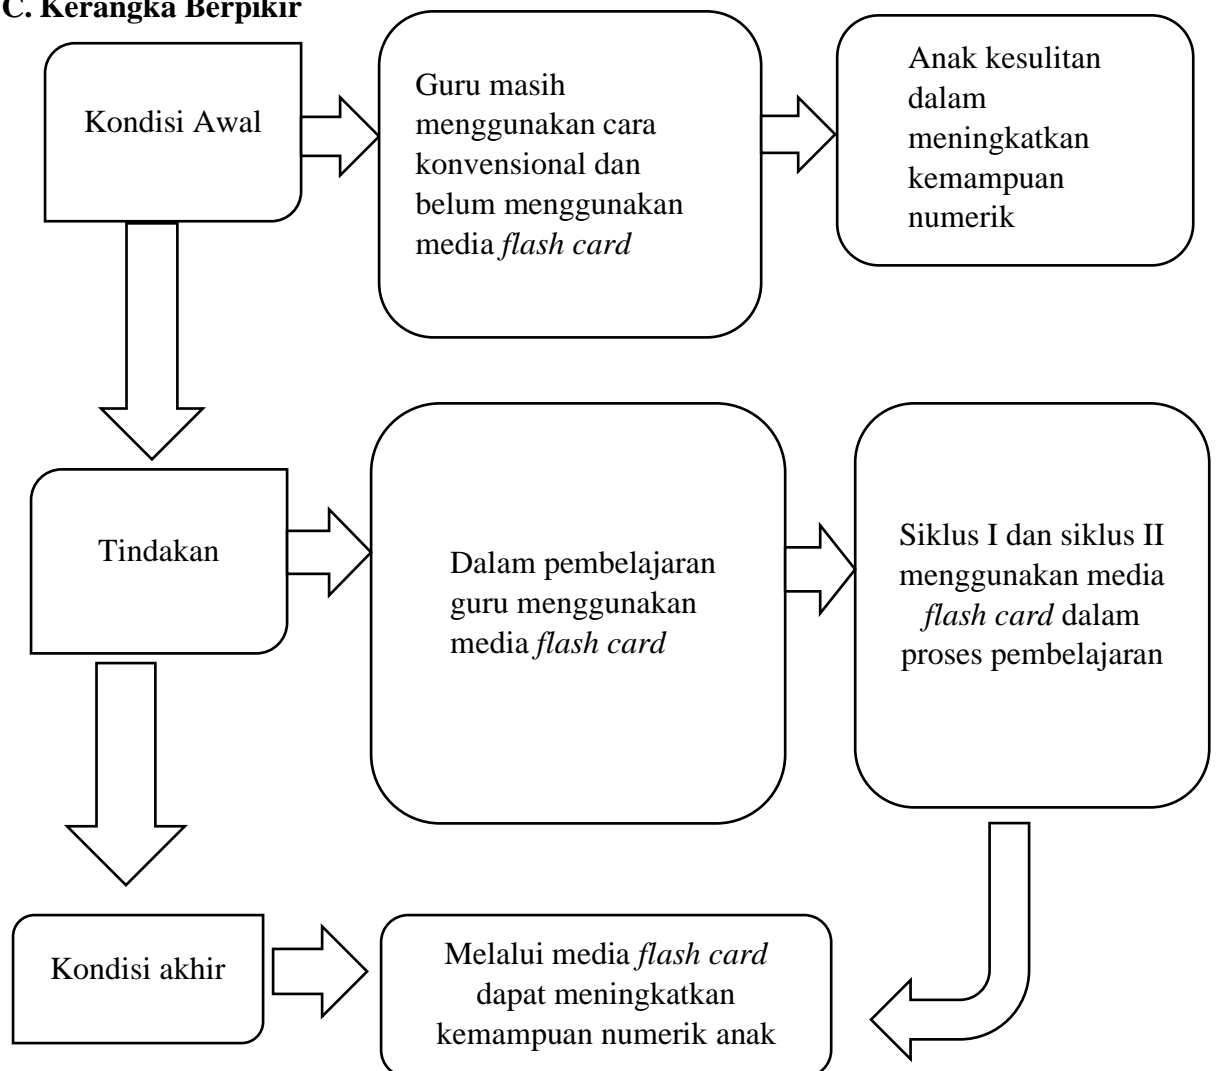 C. Kerangka Berpikir
Kondisi Awal
Guru masih
menggunakan cara
konvensional dan
belum menggunakan
media flash card
Anak kesulitan
dalam
meningkatkan
kemampuan
numerik
Tindakan
Dalam pembelajaran
guru menggunakan
media flash card
Siklus I dan siklus II
menggunakan media
flash card dalam
proses pembelajaran
Kondisi akhir
Melalui media flash card
dapat meningkatkan
kemampuan numerik anak